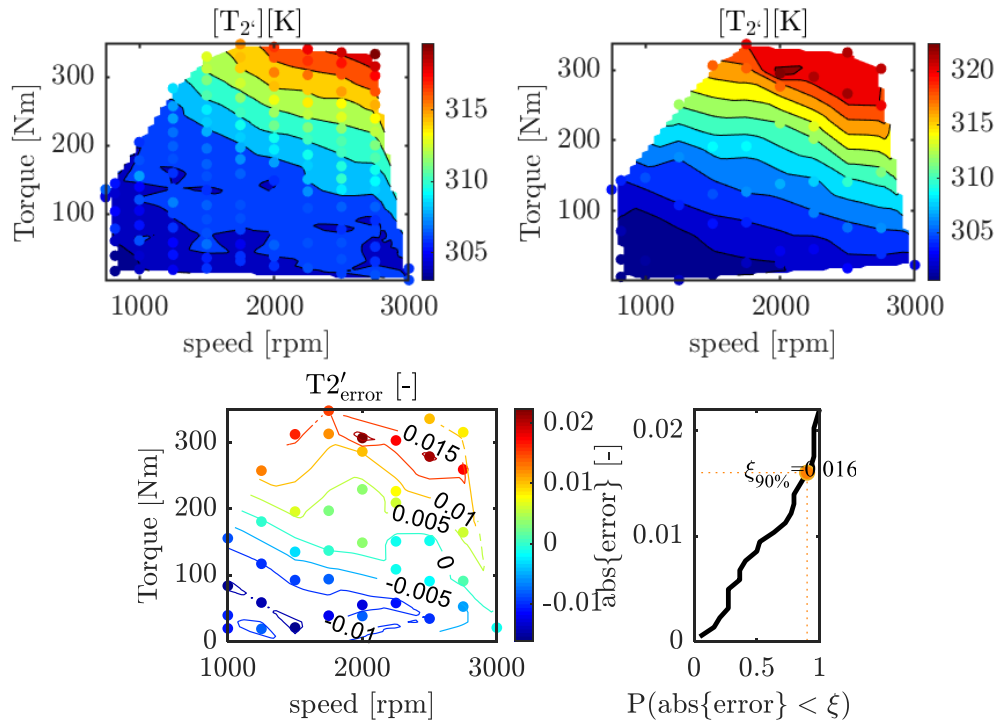 [T2‘][K]
Torque [Nm]
300
200
100
1000 2000 3000
speed [rpm]
315
310
305
[T2‘][K]
Torque [Nm]
300
200
100
1000 2000 3000
speed [rpm]
320
315
310
305
T2′error [-]
Torque [Nm]
300
200
100
0
1000 2000 3000
speed [rpm]
0.015
0.01
0.005
0
-0.005
-0.01
0.02
0.01
0
-0.01
abs{error} [-]
0.02
0.01
0
ξ90% =0.016
0 0.5 1
P(abs{error} < ξ)